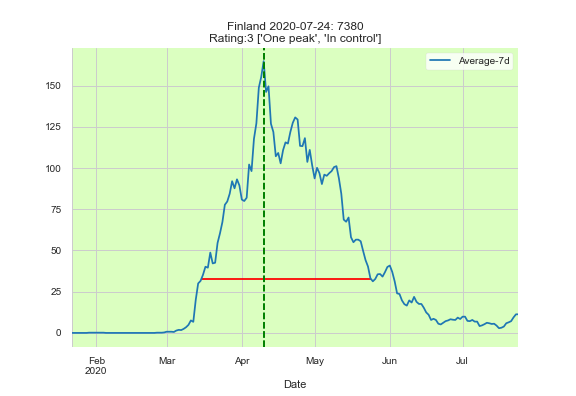 Finland 2020-07-24: 7380
Rating:3 ['One peak', 'In control']
Average-7d
150
125
100
75
50
25
0
Feb Mar Apr May Jun Jul
2020
Date